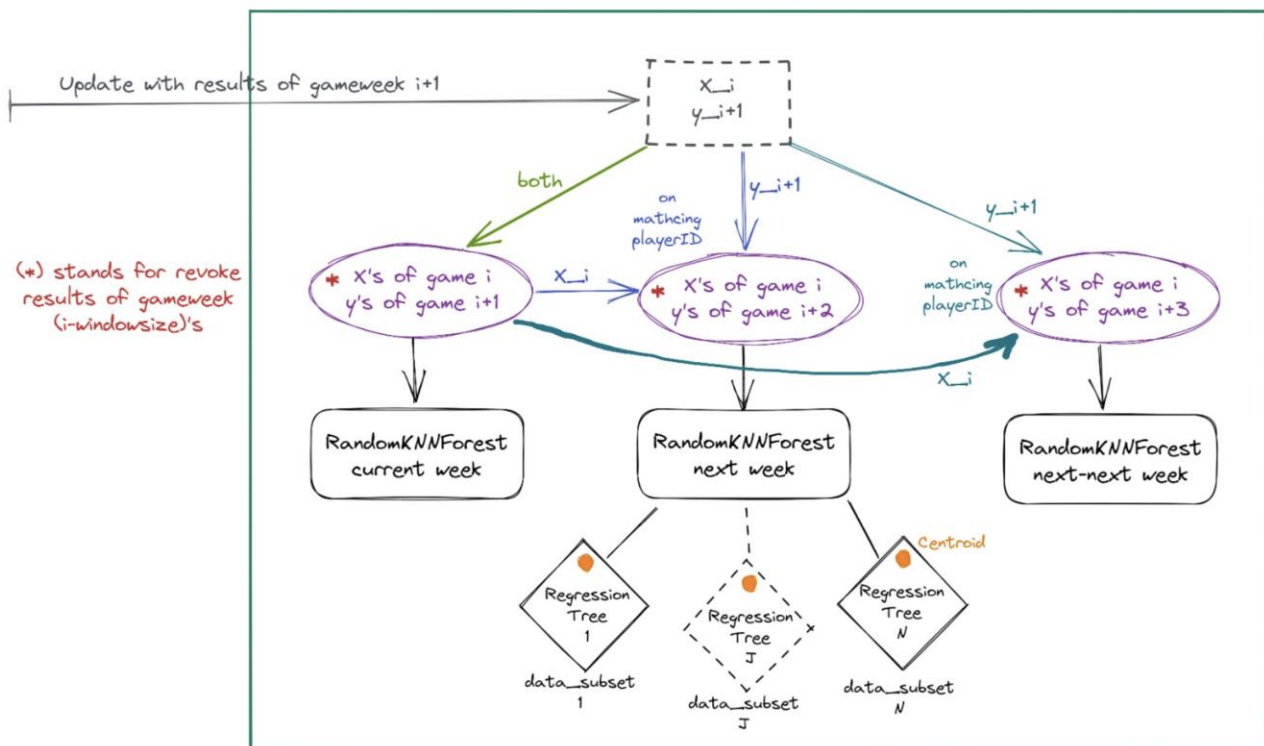 Update with results of gameweek i+1
X_i
y_i+1
both
on
mathcing
playerID
y_i+1
y_i+1
(*) stands for revoke
results of gameweek
(i-windowsize)'s
* X's of game i
y's of game i+1
X_i
* X's of game i
y's of game i+2
on
mathcing
playerID
* X's of game i
y's of game i+3
X_i
RandomKNNForest
current week
RandomKNNForest
next week
RandomKNNForest
next-next week
Regression
Tree
1
data_subset
1
Regression
Tree
J
data_subset
J
Centroid
Regression
Tree
N
data_subset
N